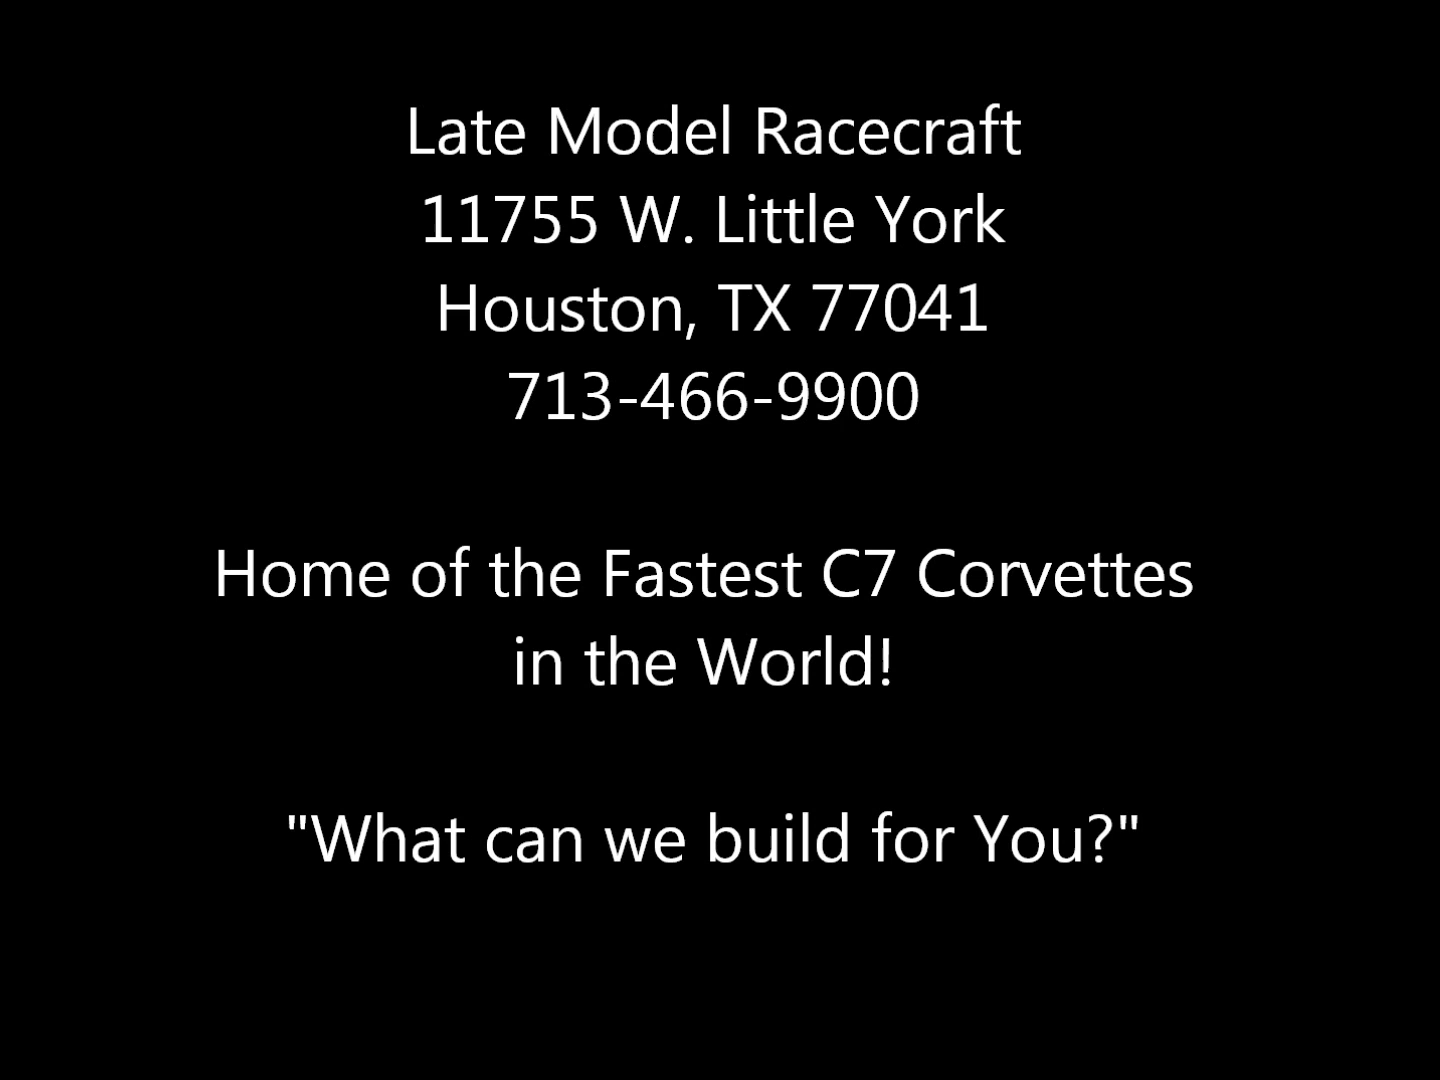 Late Model Racecraft
11755 W. Little York
Houston, TX 77041
713-466-9900
Home of the Fastest C7 Corvettes
in the World!
"What can we build for You?"